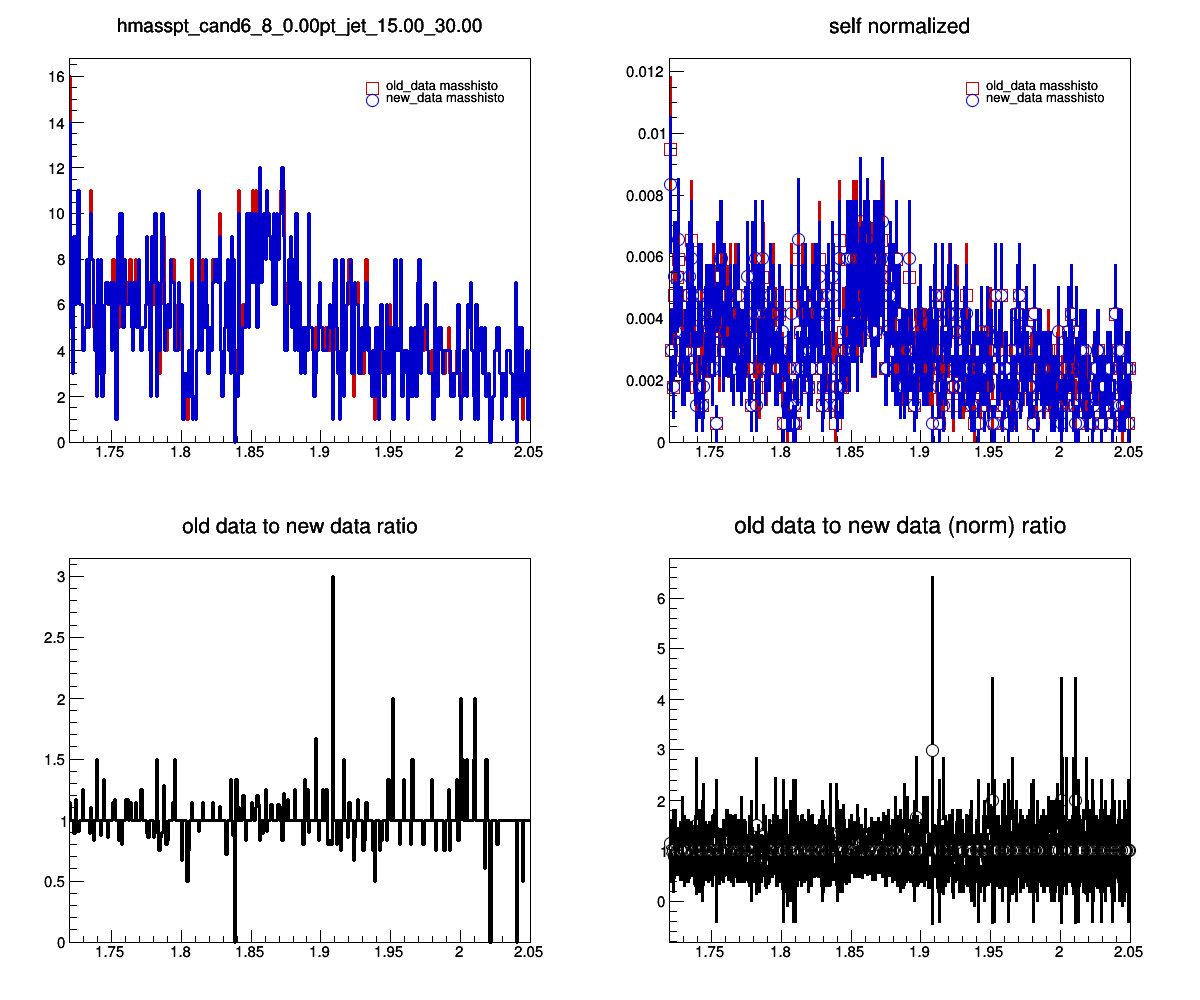 hmasspt_cand6_8_0.00pt_jet_15.00_30.00
old_data masshisto
new_data masshisto
16
14
12
10
8
6
4
2
0
1.75 1.8 1.85 1.9 1.95 2 2.05
self normalized
old_data masshisto
new_data masshisto
0.012
0.01
0.008
0.006
0.004
0.002
0
1.75 1.8 1.85 1.9 1.95 2 2.05
old data to new data ratio
3
2.5
2
1.5
1
0.5
0
1.75 1.8 1.85 1.9 1.95 2 2.05
old data to new data (norm) ratio
6
5
4
3
2
1
0
1.75 1.8 1.85 1.9 1.95 2 2.05